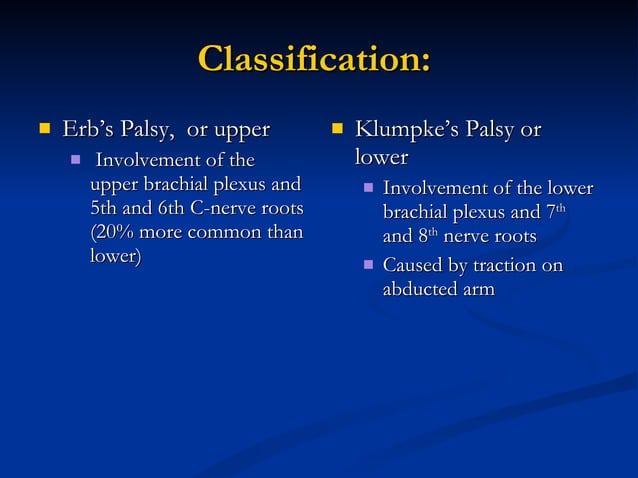 Classification:
Erb’s Palsy, or upper
Involvement of the
upper brachial plexus and
5th and 6th C-nerve roots
(20% more common than
lower)
Klumpke’s Palsy or
lower
Involvement of the lower
brachial plexus and 7th
and 8th nerve roots
Caused by traction on
abducted arm